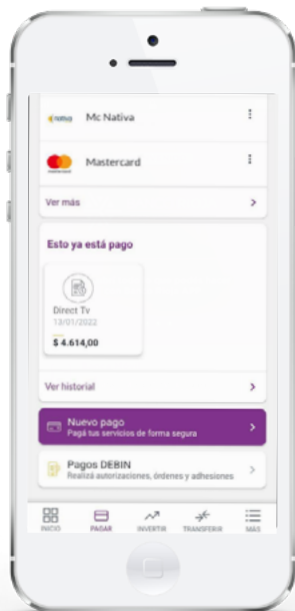 nativa
Mc Nativa
mastercard
Mastercard
Ver más
Esto ya está pago
Direct Tv
13/01/2022
$ 4.614,00
Ver historial
Nuevo pago
Pagá tus servicios de forma segura
Pagos DEBIN
Realizá autorizaciones, órdenes y adhesiones
INICIO
PAGAR
INVERTIR
TRANSFERIR
MÁS